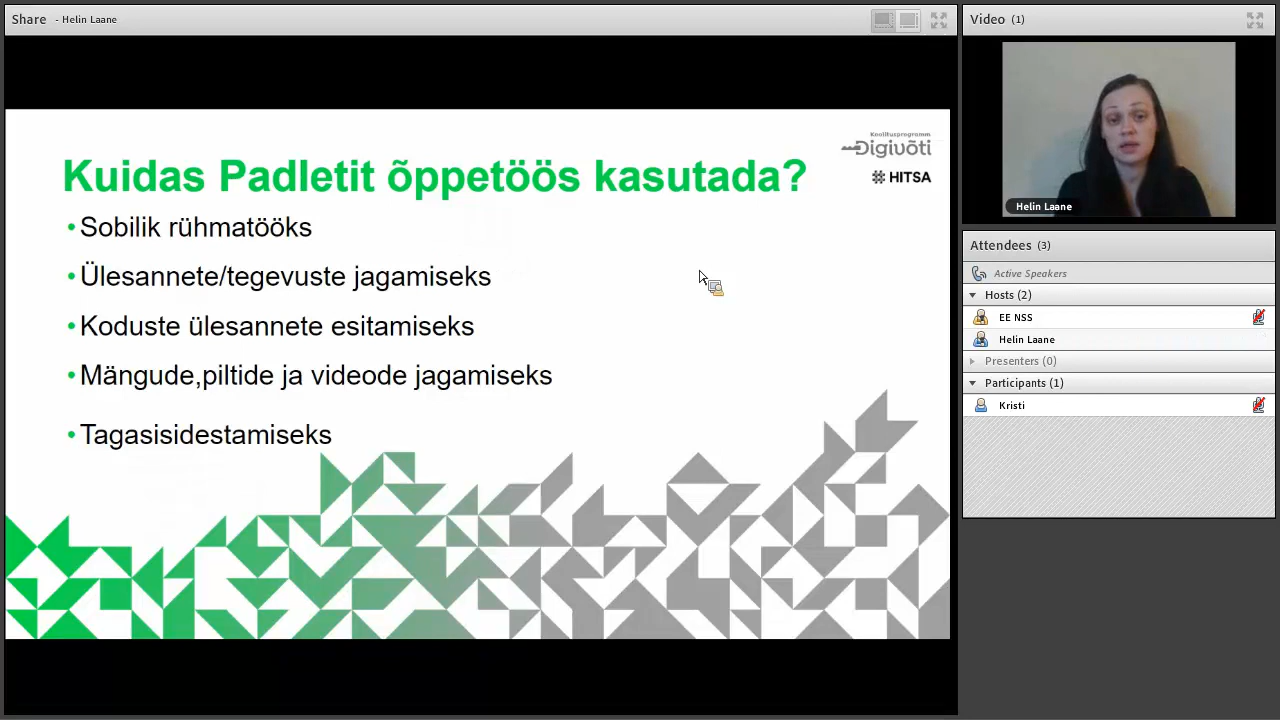 Share - Helin Laane
Koolitusprogramm
Digivõti
HITSA
Kuidas Padletit õppetöös kasutada?
•Sobilik rühmatööks
•Ülesannete/tegevuste jagamiseks
•Koduste ülesannete esitamiseks
•Mängude,piltide ja videode jagamiseks
•Tagasisidestamiseks
Video (1)
Helin Laane
Attendees (3)
Active Speakers
Hosts (2)
EE NSS
Helin Laane
Presenters (0)
Participants (1)
Kristi